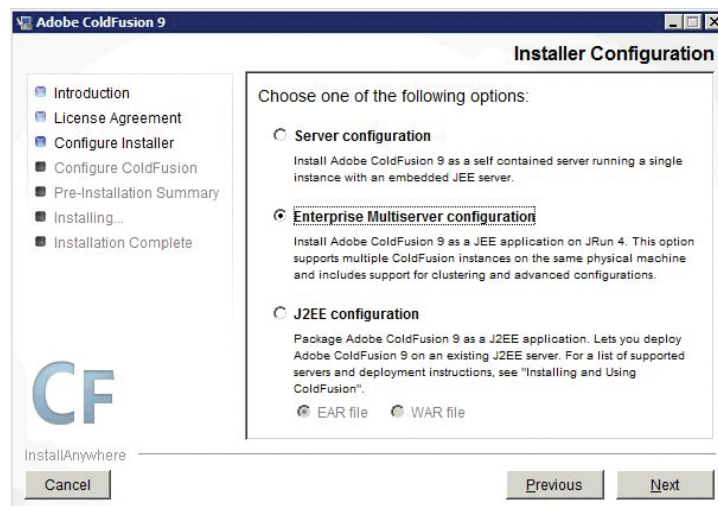 Adobe ColdFusion 9
Installer Configuration
Introduction
License Agreement
Configure Installer
Configure ColdFusion
Pre-Installation Summary
Installing...
Installation Complete
Choose one of the following options:
Server configuration
Install Adobe ColdFusion 9 as a self contained server running a single
instance with an embedded JEE server.
Enterprise Multiserver configuration
Install Adobe ColdFusion 9 as a JEE application on JRun 4. This option
supports multiple ColdFusion instances on the same physical machine
and includes support for clustering and advanced configurations.
J2EE configuration
Package Adobe ColdFusion 9 as a J2EE application. Lets you deploy
Adobe ColdFusion 9 on an existing J2EE server. For a list of supported
servers and deployment instructions, see "Installing and Using
ColdFusion".
EAR file WAR file
CF
InstallAnywhere
Cancel Previous Next